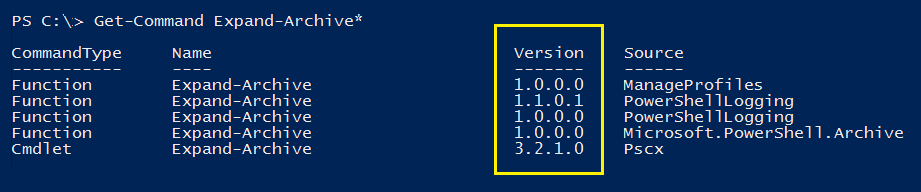 PS C:\> Get-Command Expand-Archive*
CommandType Name Version Source
----------- ---- ------- ------
Function Expand-Archive 1.0.0.0 ManageProfiles
Function Expand-Archive 1.1.0.1 PowerShellLogging
Function Expand-Archive 1.0.0.0 PowerShellLogging
Function Expand-Archive 1.0.0.0 Microsoft.PowerShell.Archive
Cmdlet Expand-Archive 3.2.1.0 Pscx